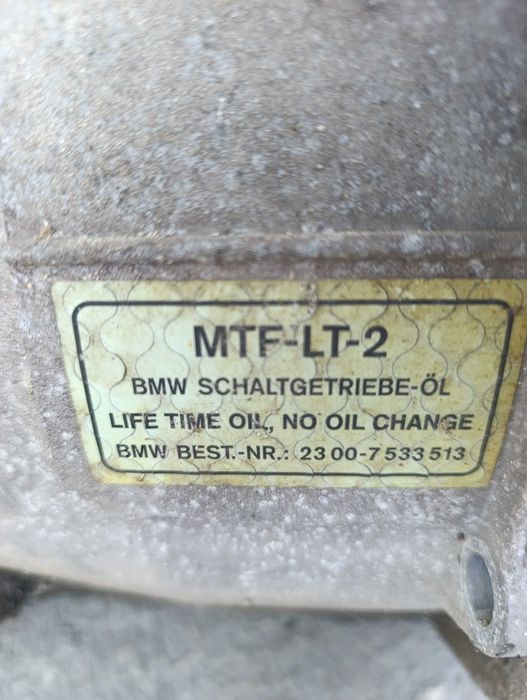 MTF-LT-2
BMW SCHALTGETRIEBE-ÖL
LIFE TIME OIL, NO OIL CHANGE
BMW BEST.-NR.: 23 00-7 533 513